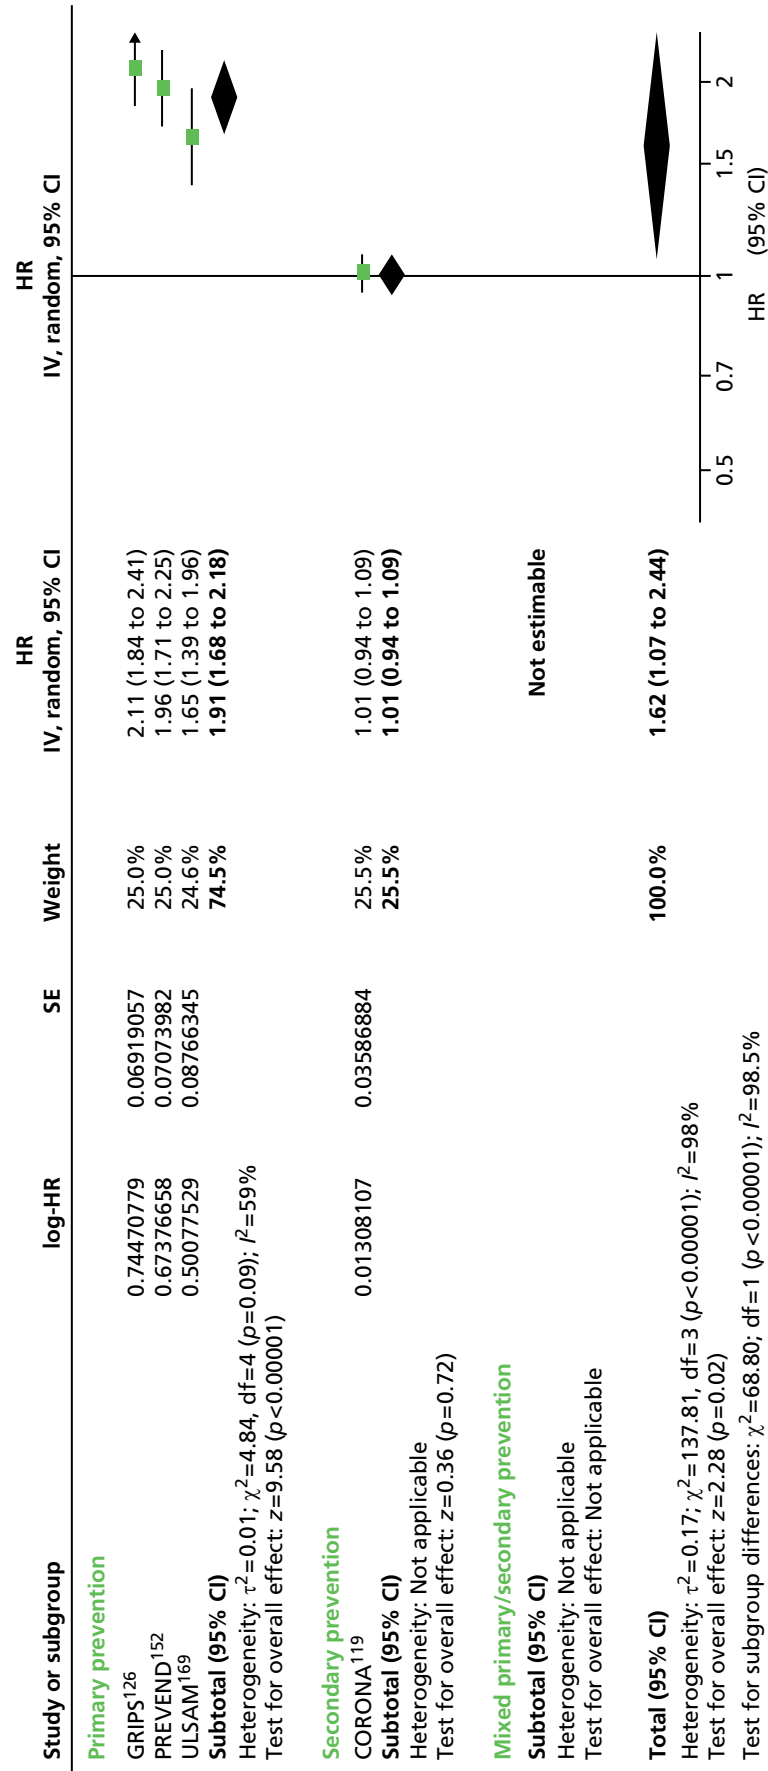 HR HR
Study or subgroup log-HR SE Weight IV, random, 95% CI IV, random, 95% CI
Primary prevention
GRIPS¹²⁶ 0.74470779 0.06919057 25.0% 2.11 (1.84 to 2.41)
PREVEND¹⁵² 0.67376658 0.07073982 25.0% 1.96 (1.71 to 2.25)
ULSAM¹⁶⁹ 0.50077529 0.08766345 24.6% 1.65 (1.39 to 1.96)
Subtotal (95% CI) 74.5% 1.91 (1.68 to 2.18)
Heterogeneity: τ²=0.01; χ²=4.84, df=4 (p=0.09); I²=59%
Test for overall effect: z=9.58 (p<0.00001)
Secondary prevention
CORONA¹¹⁹ 0.01308107 0.03586884 25.5% 1.01 (0.94 to 1.09)
Subtotal (95% CI) 25.5% 1.01 (0.94 to 1.09)
Heterogeneity: Not applicable
Test for overall effect: z=0.36 (p=0.72)
Mixed primary/secondary prevention
Subtotal (95% CI) Not estimable
Heterogeneity: Not applicable
Test for overall effect: Not applicable
Total (95% CI) 100.0% 1.62 (1.07 to 2.44)
Heterogeneity: τ²=0.17; χ²=137.81, df=3 (p<0.00001); I²=98%
Test for overall effect: z=2.28 (p=0.02)
Test for subgroup differences: χ²=68.80; df=1 (p<0.00001); I²=98.5%
0.5 0.7 1 1.5 2
HR (95% CI)